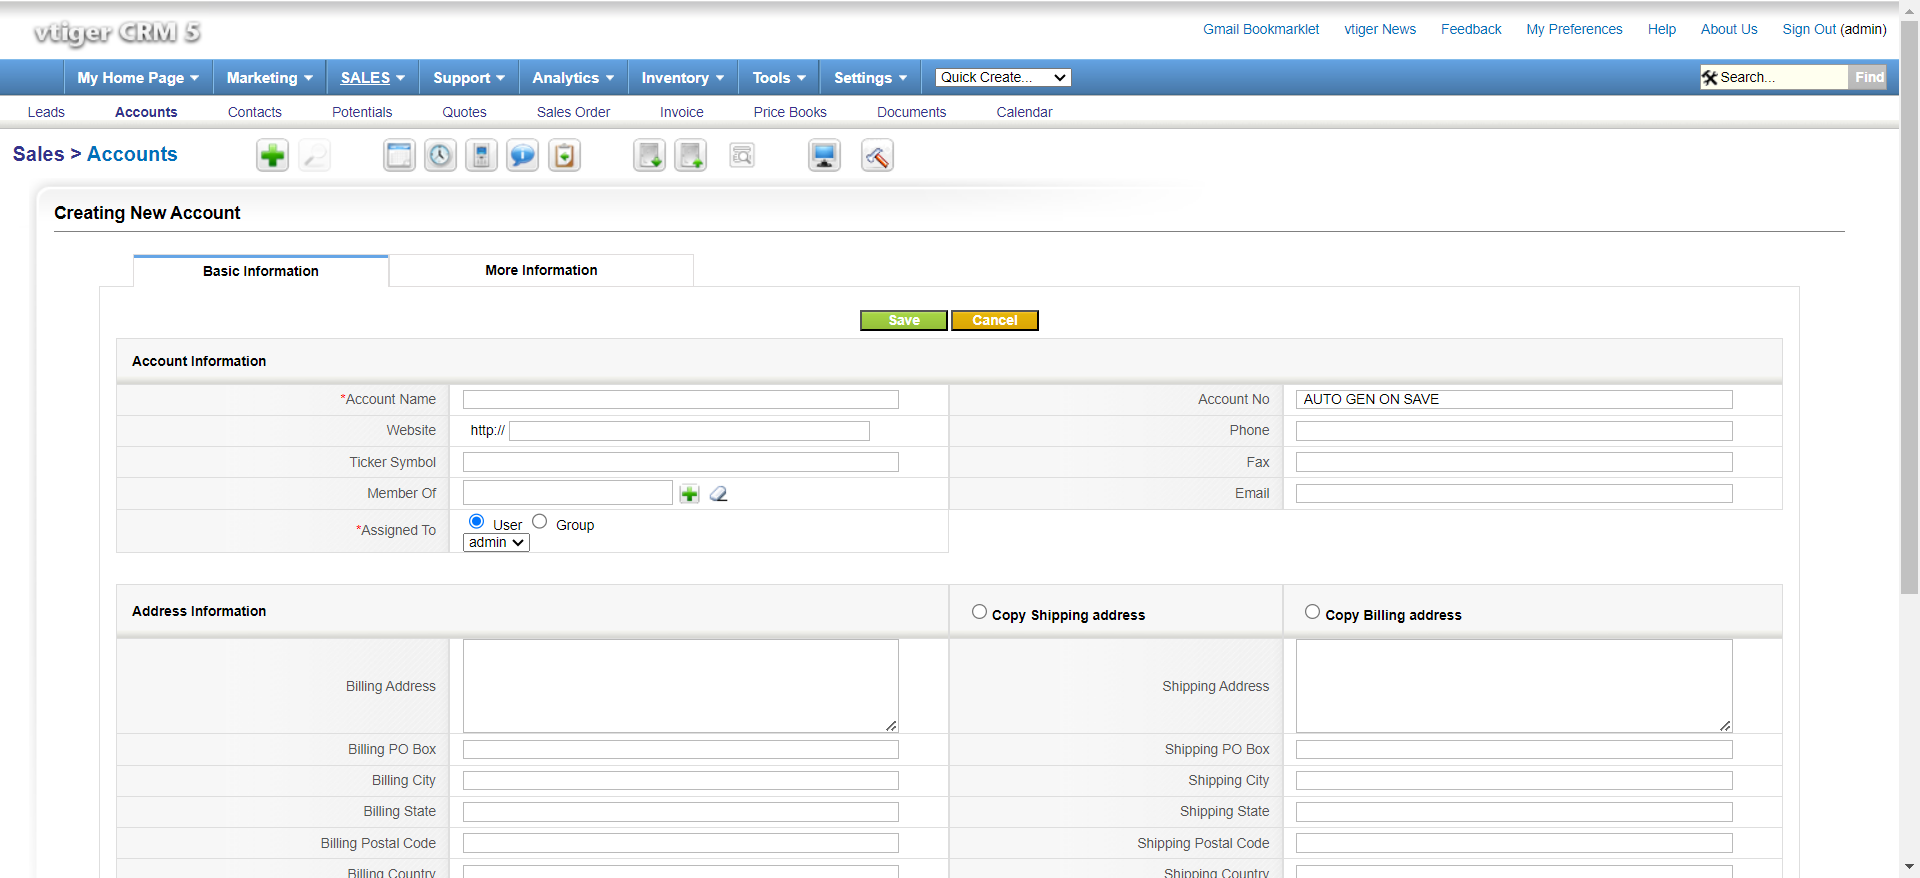 vtiger CRM 5
Gmail Bookmarklet vtiger News Feedback My Preferences Help About Us Sign Out (admin)
My Home Page Marketing SALES Support Analytics Inventory Tools Settings Quick Create... Search... Find
Leads Accounts Contacts Potentials Quotes Sales Order Invoice Price Books Documents Calendar
Sales > Accounts
Creating New Account
Basic Information More Information
Save Cancel
Account Information
*Account Name Account No AUTO GEN ON SAVE
Website http:// Phone
Ticker Symbol Fax
Member Of Email
*Assigned To User Group
admin
Address Information Copy Shipping address Copy Billing address
Billing Address Shipping Address
Billing PO Box Shipping PO Box
Billing City Shipping City
Billing State Shipping State
Billing Postal Code Shipping Postal Code
Billing Country Shipping Country